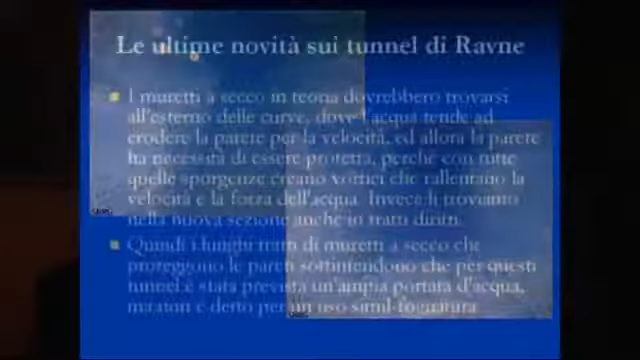 Le ultime novità sui tunnel di Ravne
I muretti a secco in teoria dovrebbero trovarsi
all'esterno delle curve, dove l'acqua tende ad
erodere la parete per la velocità, ed allora la parete
ha necessità di essere protetta, perché con tutte
quelle sporgenze creano vortici che rallentano la
velocità e la forza dell'acqua. Invece li troviamo
nella nuova sezione anche in tratti diritti.
Quindi i lunghi tratti di muretti a secco che
proteggono le pareti sottintendono che per questi
tunnel è stata prevista un'ampia portata d'acqua,
è detto per un uso simil-fognatura